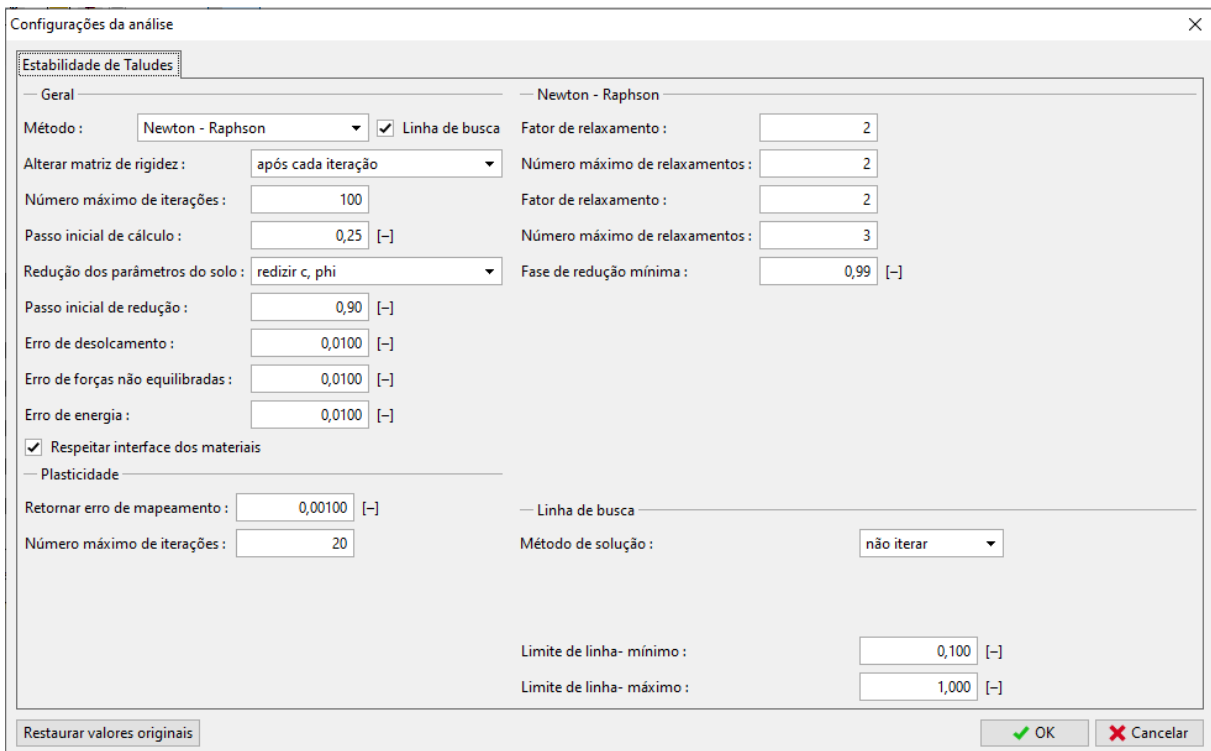 Configurações da análise
Estabilidade de Taludes
Geral
Método : Newton - Raphson Linha de busca
Alterar matriz de rigidez : após cada iteração
Número máximo de iterações : 100
Passo inicial de cálculo : 0,25 [–]
Redução dos parâmetros do solo : redizir c, phi
Passo inicial de redução : 0,90 [–]
Erro de desolcamento : 0,0100 [–]
Erro de forças não equilibradas : 0,0100 [–]
Erro de energia : 0,0100 [–]
Respeitar interface dos materiais
Plasticidade
Retornar erro de mapeamento : 0,00100 [–]
Número máximo de iterações : 20
Newton - Raphson
Fator de relaxamento : 2
Número máximo de relaxamentos : 2
Fator de relaxamento : 2
Número máximo de relaxamentos : 3
Fase de redução mínima : 0,99 [–]
Linha de busca
Método de solução : não iterar
Limite de linha- mínimo : 0,100 [–]
Limite de linha- máximo : 1,000 [–]
Restaurar valores originais
OK
Cancelar